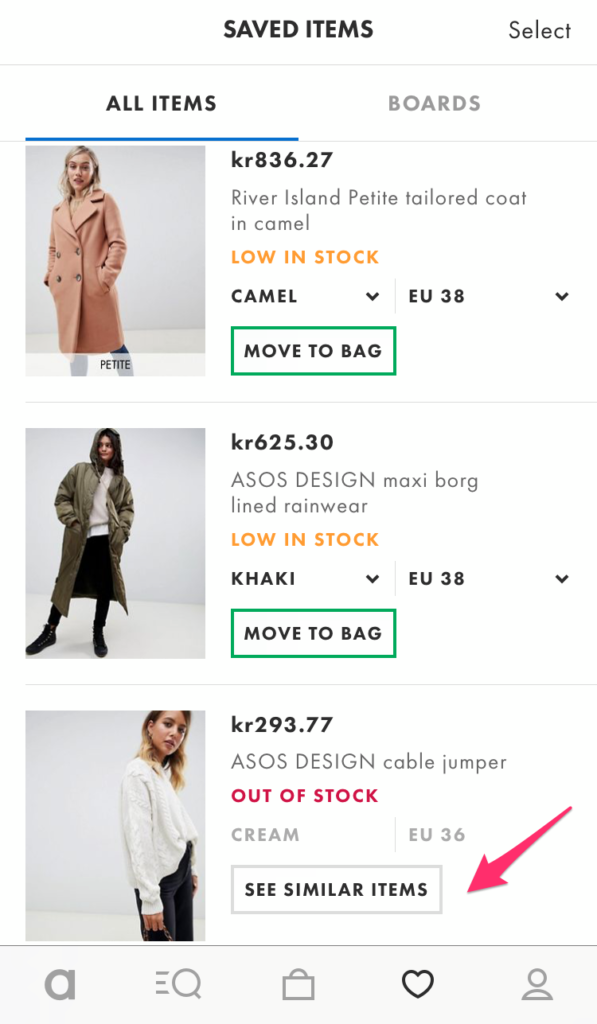 SAVED ITEMS
Select
ALL ITEMS
BOARDS
kr836.27
River Island Petite tailored coat
in camel
LOW IN STOCK
CAMEL
EU 38
MOVE TO BAG
PETITE
kr625.30
ASOS DESIGN maxi borg
lined rainwear
LOW IN STOCK
KHAKI
EU 38
MOVE TO BAG
kr293.77
ASOS DESIGN cable jumper
OUT OF STOCK
CREAM
EU 36
SEE SIMILAR ITEMS
a